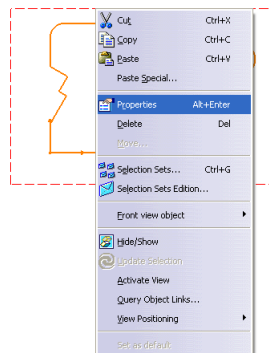 Cut Ctrl+X
Copy Ctrl+C
Paste Ctrl+V
Paste Special...
Properties Alt+Enter
Delete Del
Move...
Selection Sets... Ctrl+G
Selection Sets Edition...
Front view object
Hide/Show
Update Selection
Activate View
Query Object Links...
View Positioning
Set as default